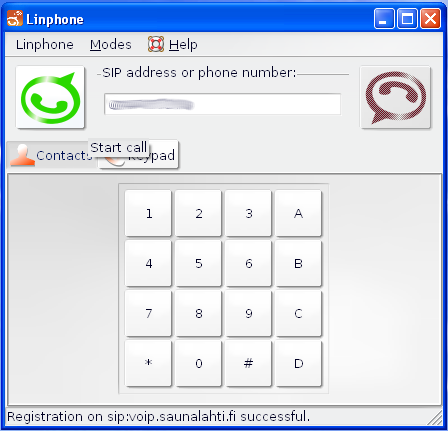 Linphone
Linphone Modes Help
SIP address or phone number:
Contacts Start call Keypad
1 2 3 A
4 5 6 B
7 8 9 C
* 0 # D
Registration on sip:voip.saunalahti.fi successful.